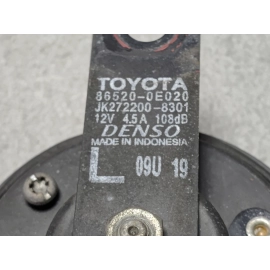 TOYOTA
86520-0E020
JK272200-8301
12V 4.5A 108dB
DENSO
MADE IN INDONESIA
L 09U 19